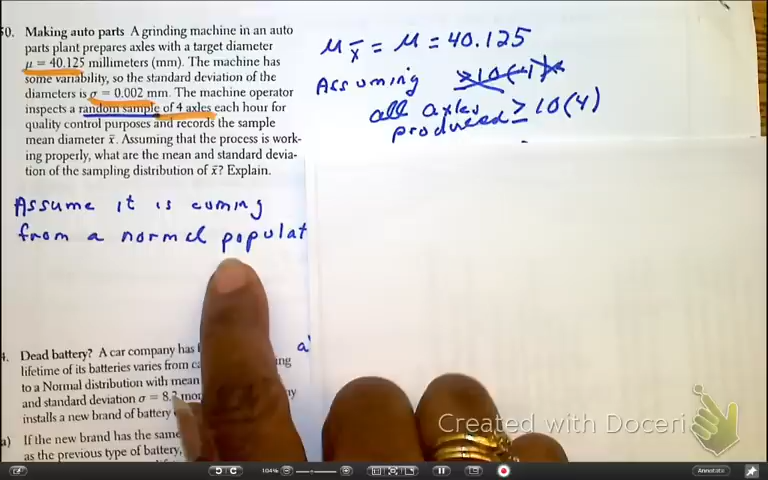 50. Making auto parts A grinding machine in an auto
parts plant prepares axles with a target diameter
μ = 40.125 millimeters (mm). The machine has
some variability, so the standard deviation of the
diameters is σ = 0.002 mm. The machine operator
inspects a random sample of 4 axles each hour for
quality control purposes and records the sample
mean diameter x̄. Assuming that the process is work-
ing properly, what are the mean and standard devia-
tion of the sampling distribution of x̄? Explain.
μx̄ = μ = 40.125
Assuming
all axles
produced ≥ 10(4)
Assume it is coming
from a normal populat
Dead battery? A car company has
lifetime of its batteries varies from
to a Normal distribution with mean
and standard deviation σ = 8.2
installs a new brand of battery
a) If the new brand has the same
as the previous type of battery,
Created with Doceri
104%
Annotate